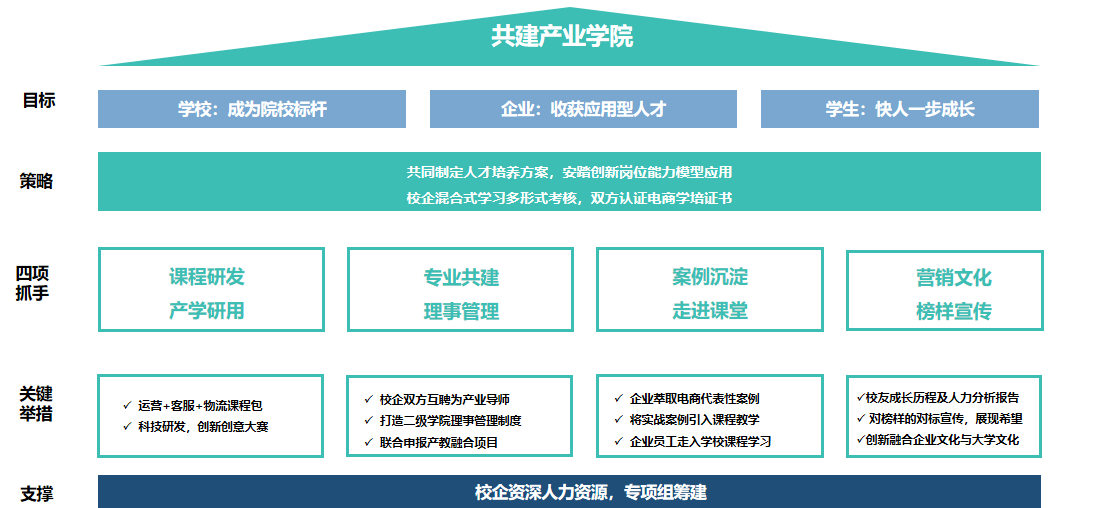 共建产业学院
目标
学校：成为院校标杆
企业：收获应用型人才
学生：快人一步成长
策略
共同制定人才培养方案，安踏创新岗位能力模型应用
校企混合式学习多形式考核，双方认证电商学培证书
四项
抓手
课程研发
产学研用
专业共建
理事管理
案例沉淀
走进课堂
营销文化
榜样宣传
关键
举措
✓ 运营+客服+物流课程包
✓ 科技研发，创新创意大赛
✓ 校企双方互聘为产业导师
✓ 打造二级学院理事管理制度
✓ 联合申报产教融合项目
✓ 企业萃取电商代表性案例
✓ 将实战案例引入课程教学
✓ 企业员工走入学校课程学习
✓校友成长历程及人力分析报告
✓ 对榜样的对标宣传，展现希望
✓创新融合企业文化与大学文化
支撑
校企资深人力资源，专项组筹建